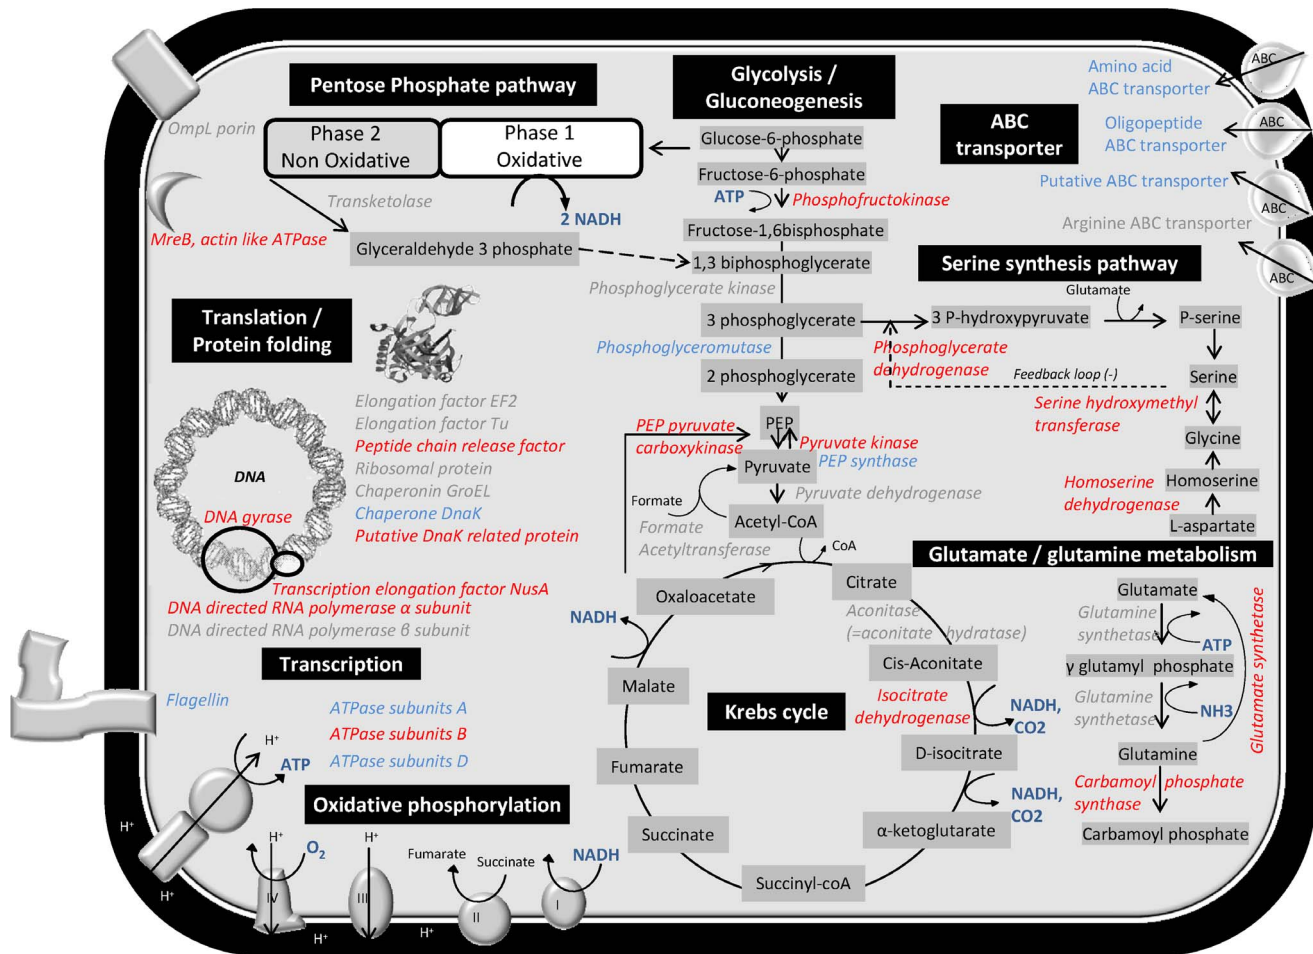 Pentose Phosphate pathway
Phase 2
Non Oxidative
Phase 1
Oxidative
OmpL porin
Transketolase
2 NADH
MreB, actin like ATPase
Glyceraldehyde 3 phosphate
Glycolysis /
Gluconeogenesis
Glucose-6-phosphate
Fructose-6-phosphate
ATP
Phosphofructokinase
Fructose-1,6bisphosphate
1,3 biphosphoglycerate
Phosphoglycerate kinase
3 phosphoglycerate
Phosphoglyceromutase
2 phosphoglycerate
PEP
PEP pyruvate
carboxykinase
Pyruvate kinase
PEP synthase
Pyruvate
Pyruvate dehydrogenase
Formate
Formate
Acetyltransferase
Acetyl-CoA
CoA
ABC
transporter
Amino acid
ABC transporter
Oligopeptide
ABC transporter
Putative ABC transporter
Arginine ABC transporter
ABC
ABC
ABC
ABC
Serine synthesis pathway
Glutamate
3 P-hydroxypyruvate
P-serine
Phosphoglycerate
dehydrogenase
Feedback loop (-)
Serine
Serine hydroxymethyl
transferase
Glycine
Homoserine
dehydrogenase
Homoserine
L-aspartate
Translation /
Protein folding
Elongation factor EF2
Elongation factor Tu
Peptide chain release factor
Ribosomal protein
Chaperonin GroEL
Chaperone DnaK
Putative DnaK related protein
DNA
DNA gyrase
Transcription elongation factor NusA
DNA directed RNA polymerase α subunit
DNA directed RNA polymerase β subunit
Transcription
Flagellin
ATPase subunits A
ATPase subunits B
ATPase subunits D
H⁺
ATP
Oxidative phosphorylation
H⁺
H⁺
H⁺
O₂
IV
H⁺
H⁺
III
H⁺
Fumarate
Succinate
II
NADH
I
Krebs cycle
Oxaloacetate
Citrate
Aconitase
(=aconitate hydratase)
Cis-Aconitate
Isocitrate
dehydrogenase
NADH,
CO2
D-isocitrate
NADH,
CO2
α-ketoglutarate
Succinyl-coA
Succinate
Fumarate
Malate
NADH
Glutamate / glutamine metabolism
Glutamate
Glutamine
synthetase
ATP
γ glutamyl phosphate
Glutamine
synthetase
NH3
Glutamine
Glutamate synthetase
Carbamoyl phosphate
synthase
Carbamoyl phosphate